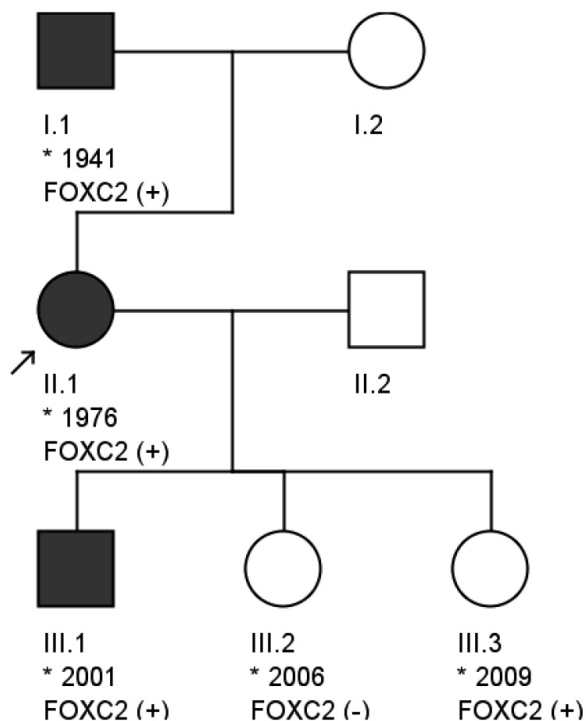 I.1
* 1941
FOXC2 (+)
I.2
II.1
* 1976
FOXC2 (+)
II.2
III.1
* 2001
FOXC2 (+)
III.2
* 2006
FOXC2 (-)
III.3
* 2009
FOXC2 (+)